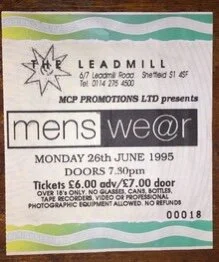 THE LEADMILL
6/7 Leadmill Road Sheffield S1 4SF
Tel 0114 275 4500
MCP PROMOTIONS LTD presents
mens we@r
MONDAY 26th JUNE 1995
DOORS 7.30pm
Tickets £6.00 adv/£7.00 door
OVER 18's ONLY. NO GLASSES, CANS, BOTTLES,
TAPE RECORDERS, VIDEO OR PROFESSIONAL
PHOTOGRAPHIC EQUIPMENT ALLOWED. NO REFUNDS
00018